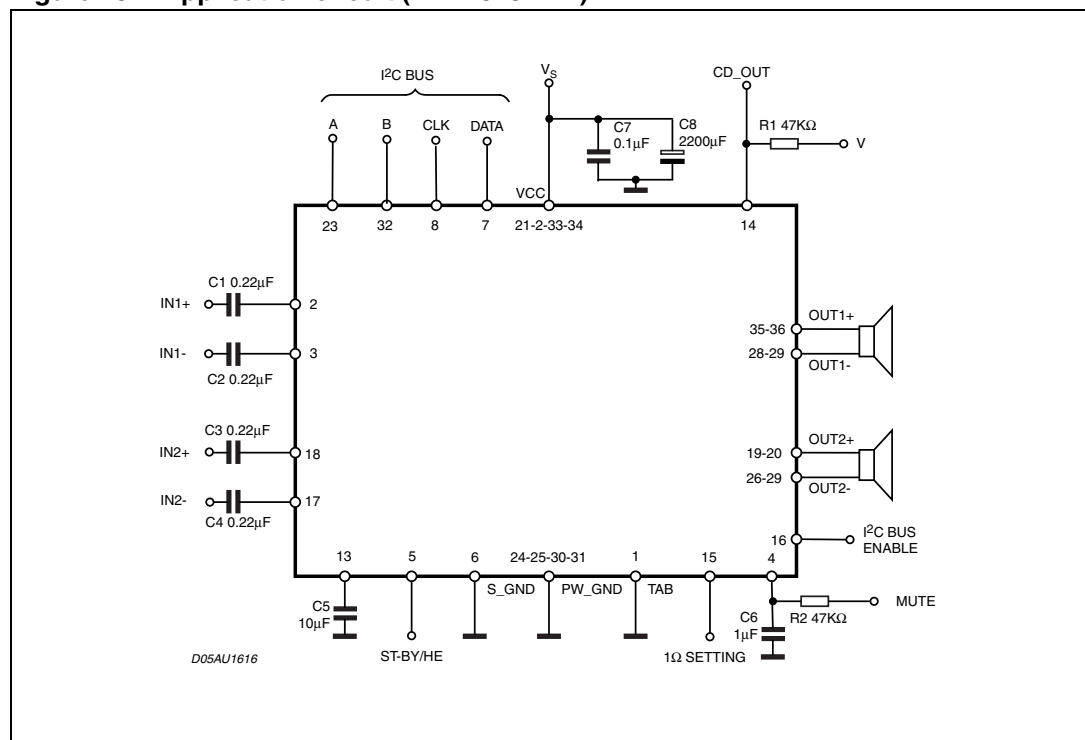 I²C BUS
V_S
CD_OUT
A
B
CLK
DATA
C7
0.1µF
C8
2200µF
R1 47KΩ
V
VCC
23
32
8
7
21-2-33-34
14
C1 0.22µF
IN1+
2
IN1-
3
C2 0.22µF
C3 0.22µF
IN2+
18
IN2-
17
C4 0.22µF
35-36
OUT1+
28-29
OUT1-
19-20
OUT2+
26-29
OUT2-
16
I²C BUS
ENABLE
13
5
6
24-25-30-31
1
15
4
S_GND
PW_GND
TAB
C5
10µF
ST-BY/HE
1Ω SETTING
C6
1µF
R2 47KΩ
MUTE
D05AU1616